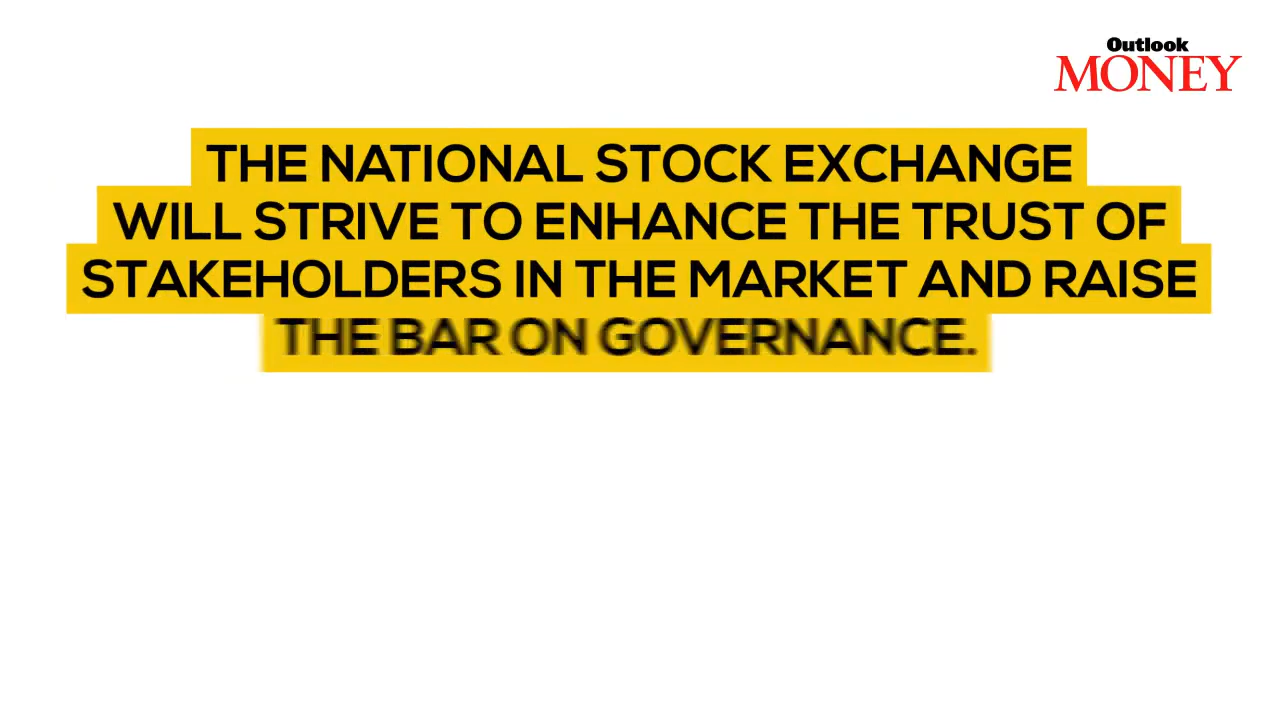 Outlook
MONEY
THE NATIONAL STOCK EXCHANGE
WILL STRIVE TO ENHANCE THE TRUST OF
STAKEHOLDERS IN THE MARKET AND RAISE
THE BAR ON GOVERNANCE.